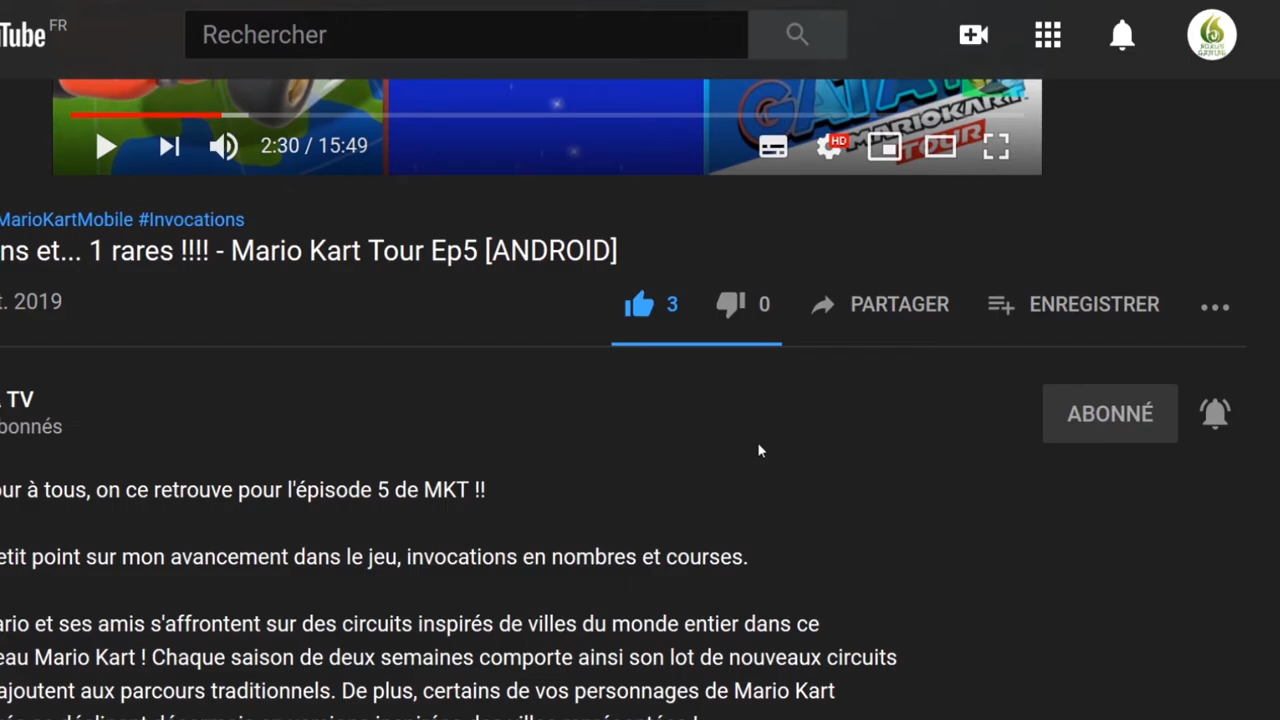 Tube FR
Rechercher
MARIOKART
TOUR
2:30 / 15:49
HD
MarioKartMobile #Invocations
ns et... 1 rares !!!! - Mario Kart Tour Ep5 [ANDROID]
t. 2019
3
0
PARTAGER
ENREGISTRER
TV
bonnés
ABONNÉ
ur à tous, on ce retrouve pour l'épisode 5 de MKT !!
etit point sur mon avancement dans le jeu, invocations en nombres et courses.
ario et ses amis s'affrontent sur des circuits inspirés de villes du monde entier dans ce
eau Mario Kart ! Chaque saison de deux semaines comporte ainsi son lot de nouveaux circuits
ajoutent aux parcours traditionnels. De plus, certains de vos personnages de Mario Kart